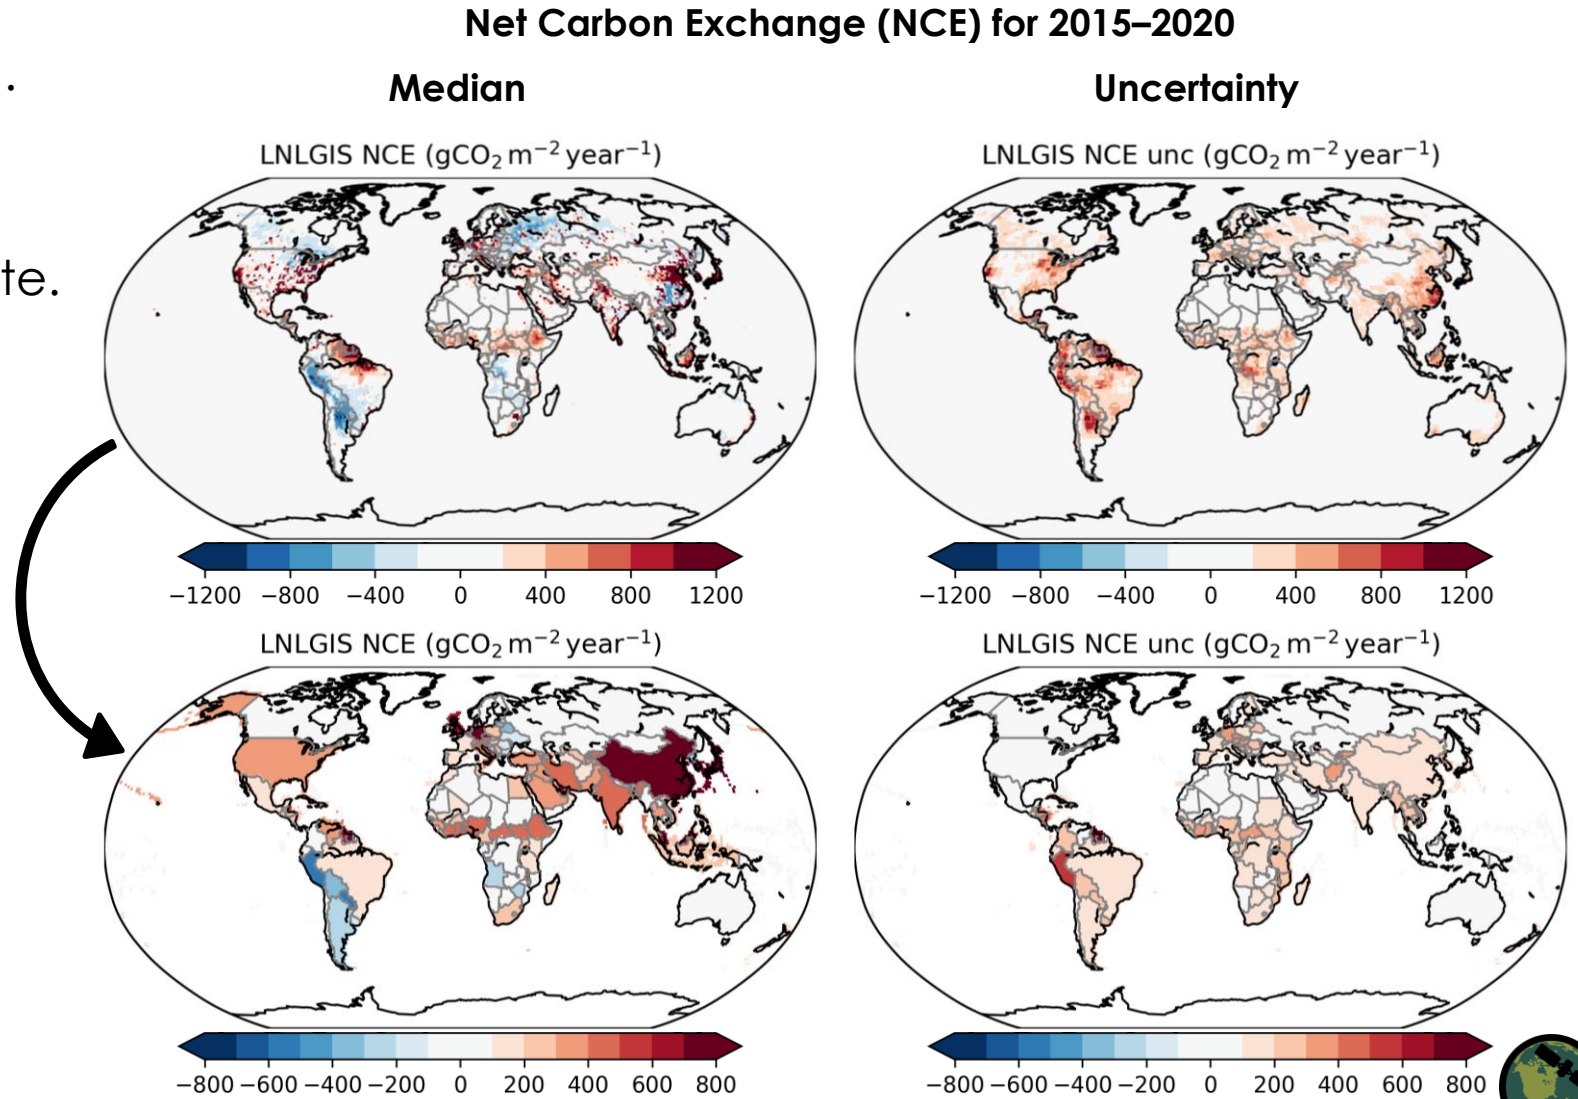 Net Carbon Exchange (NCE) for 2015–2020
.
te.
Median
Uncertainty
LNLGIS NCE (gCO₂ m⁻² year⁻¹)
LNLGIS NCE unc (gCO₂ m⁻² year⁻¹)
−1200 −800 −400 0 400 800 1200
−1200 −800 −400 0 400 800 1200
LNLGIS NCE (gCO₂ m⁻² year⁻¹)
LNLGIS NCE unc (gCO₂ m⁻² year⁻¹)
−800 −600 −400 −200 0 200 400 600 800
−800 −600 −400 −200 0 200 400 600 800